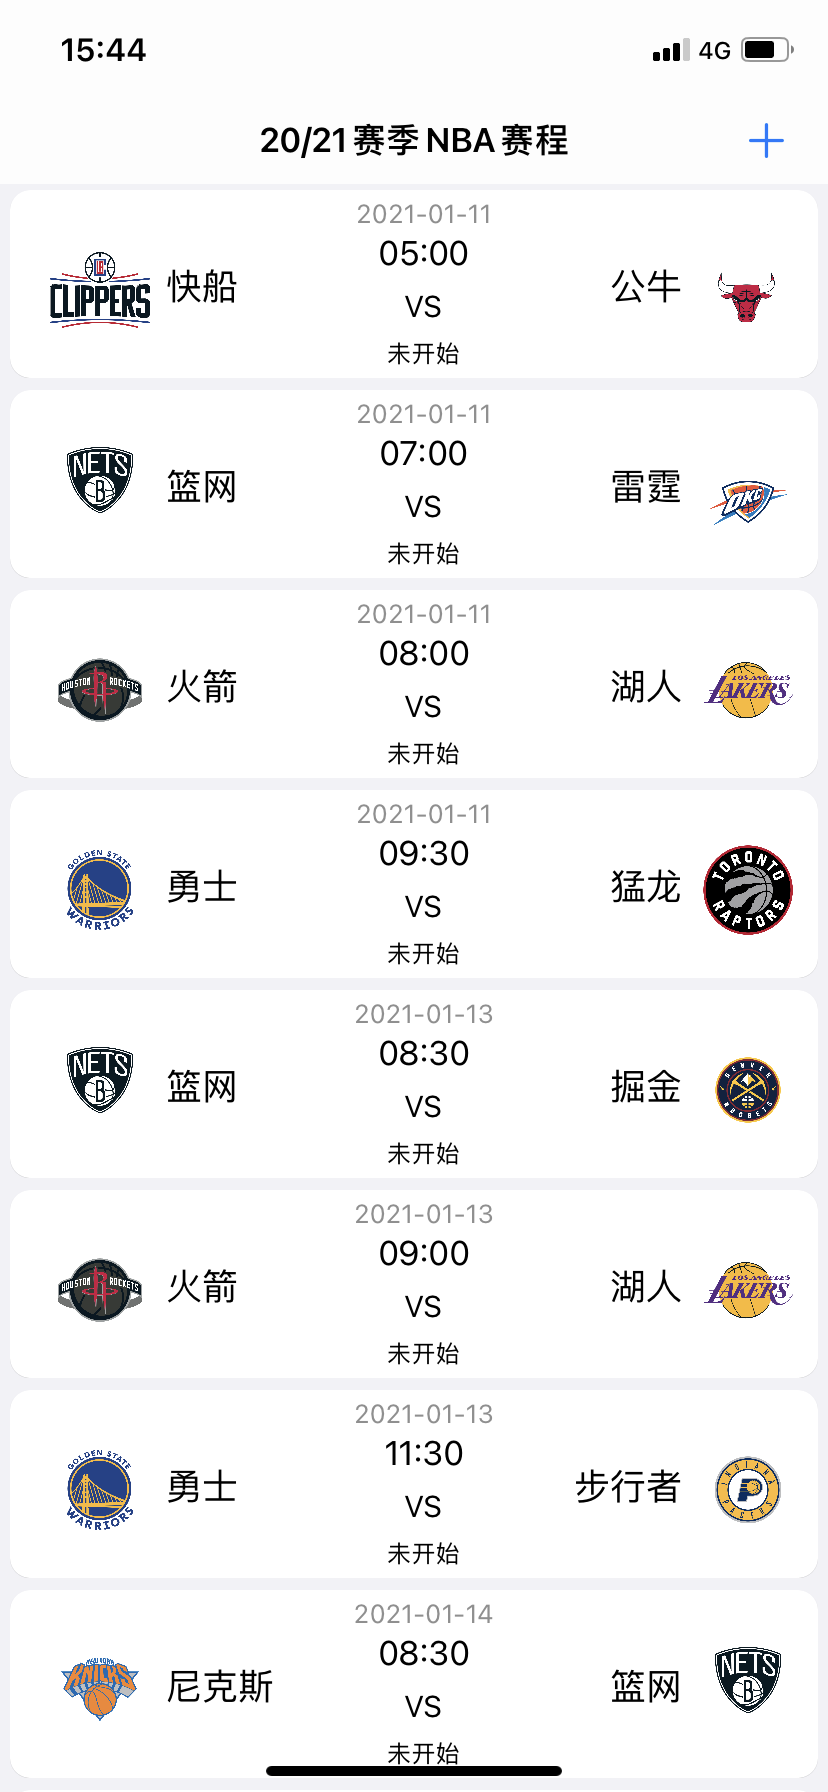 15:44
4G
20/21赛季NBA赛程
2021-01-11
05:00
CLIPPERS 快船 VS 公牛
未开始
2021-01-11
07:00
NETS B 篮网 VS 雷霆 OKC
未开始
2021-01-11
08:00
HOUSTON R ROCKETS 火箭 VS 湖人 LOS ANGELES LAKERS
未开始
2021-01-11
09:30
GOLDEN STATE WARRIORS 勇士 VS 猛龙 TORONTO RAPTORS
未开始
2021-01-13
08:30
NETS B 篮网 VS 掘金 DENVER NUGGETS
未开始
2021-01-13
09:00
HOUSTON R ROCKETS 火箭 VS 湖人 LOS ANGELES LAKERS
未开始
2021-01-13
11:30
GOLDEN STATE WARRIORS 勇士 VS 步行者 INDIANA P PACERS
未开始
2021-01-14
08:30
NEW YORK KNICKS 尼克斯 VS 篮网 NETS B
未开始